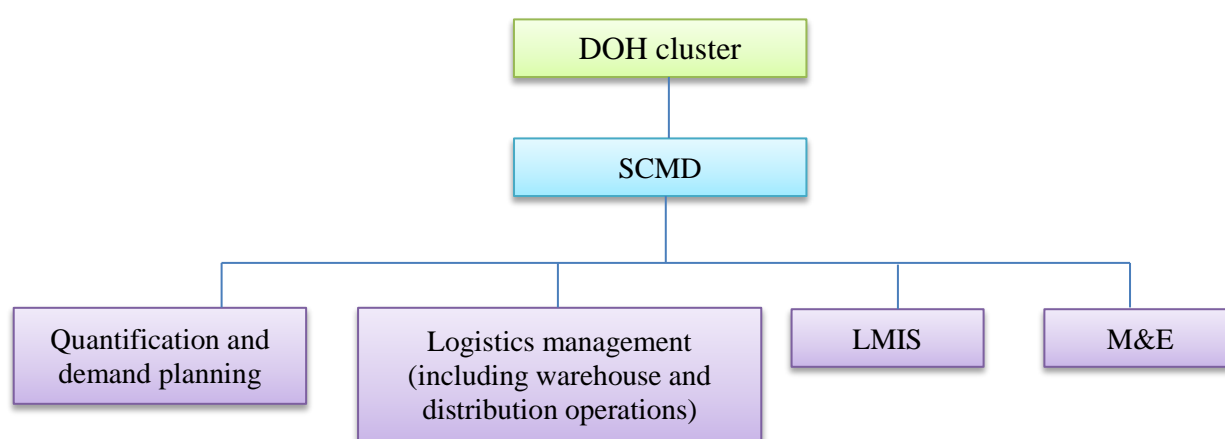 DOH cluster
SCMD
Quantification and
demand planning
Logistics management
(including warehouse and
distribution operations)
LMIS
M&E